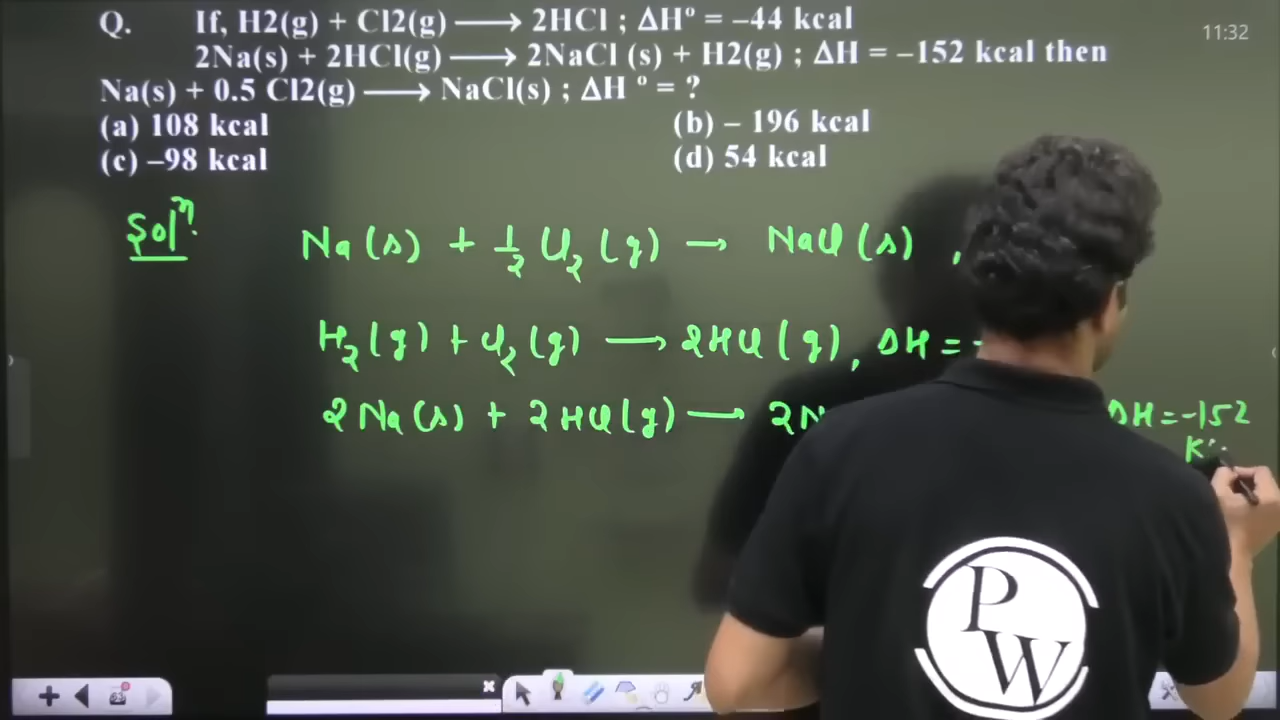 11:32
Q. If, H2(g) + Cl2(g) ⟶ 2HCl ; ΔHº = –44 kcal
2Na(s) + 2HCl(g) ⟶ 2NaCl (s) + H2(g) ; ΔH = –152 kcal then
Na(s) + 0.5 Cl2(g) ⟶ NaCl(s) ; ΔH º = ?
(a) 108 kcal (b) – 196 kcal
(c) –98 kcal (d) 54 kcal
Solⁿ.
Na (s) + 1/2 Cl₂ (g) → NaCl (s) ,
H₂(g) + Cl₂ (g) ⟶ 2HCl (g), ΔH = -
2Na (s) + 2HCl(g) ⟶ 2N ΔH = -152
K
P
W